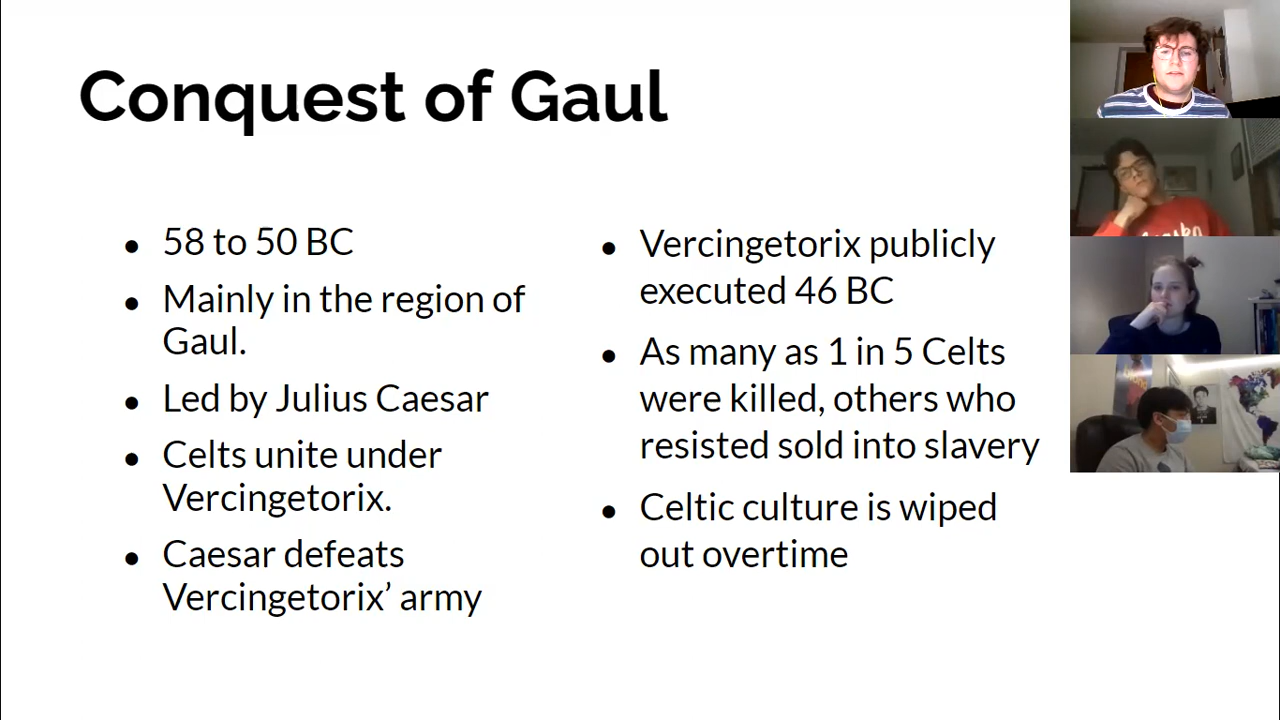 Conquest of Gaul
● 58 to 50 BC
● Mainly in the region of
Gaul.
● Led by Julius Caesar
● Celts unite under
Vercingetorix.
● Caesar defeats
Vercingetorix’ army
● Vercingetorix publicly
executed 46 BC
● As many as 1 in 5 Celts
were killed, others who
resisted sold into slavery
● Celtic culture is wiped
out overtime